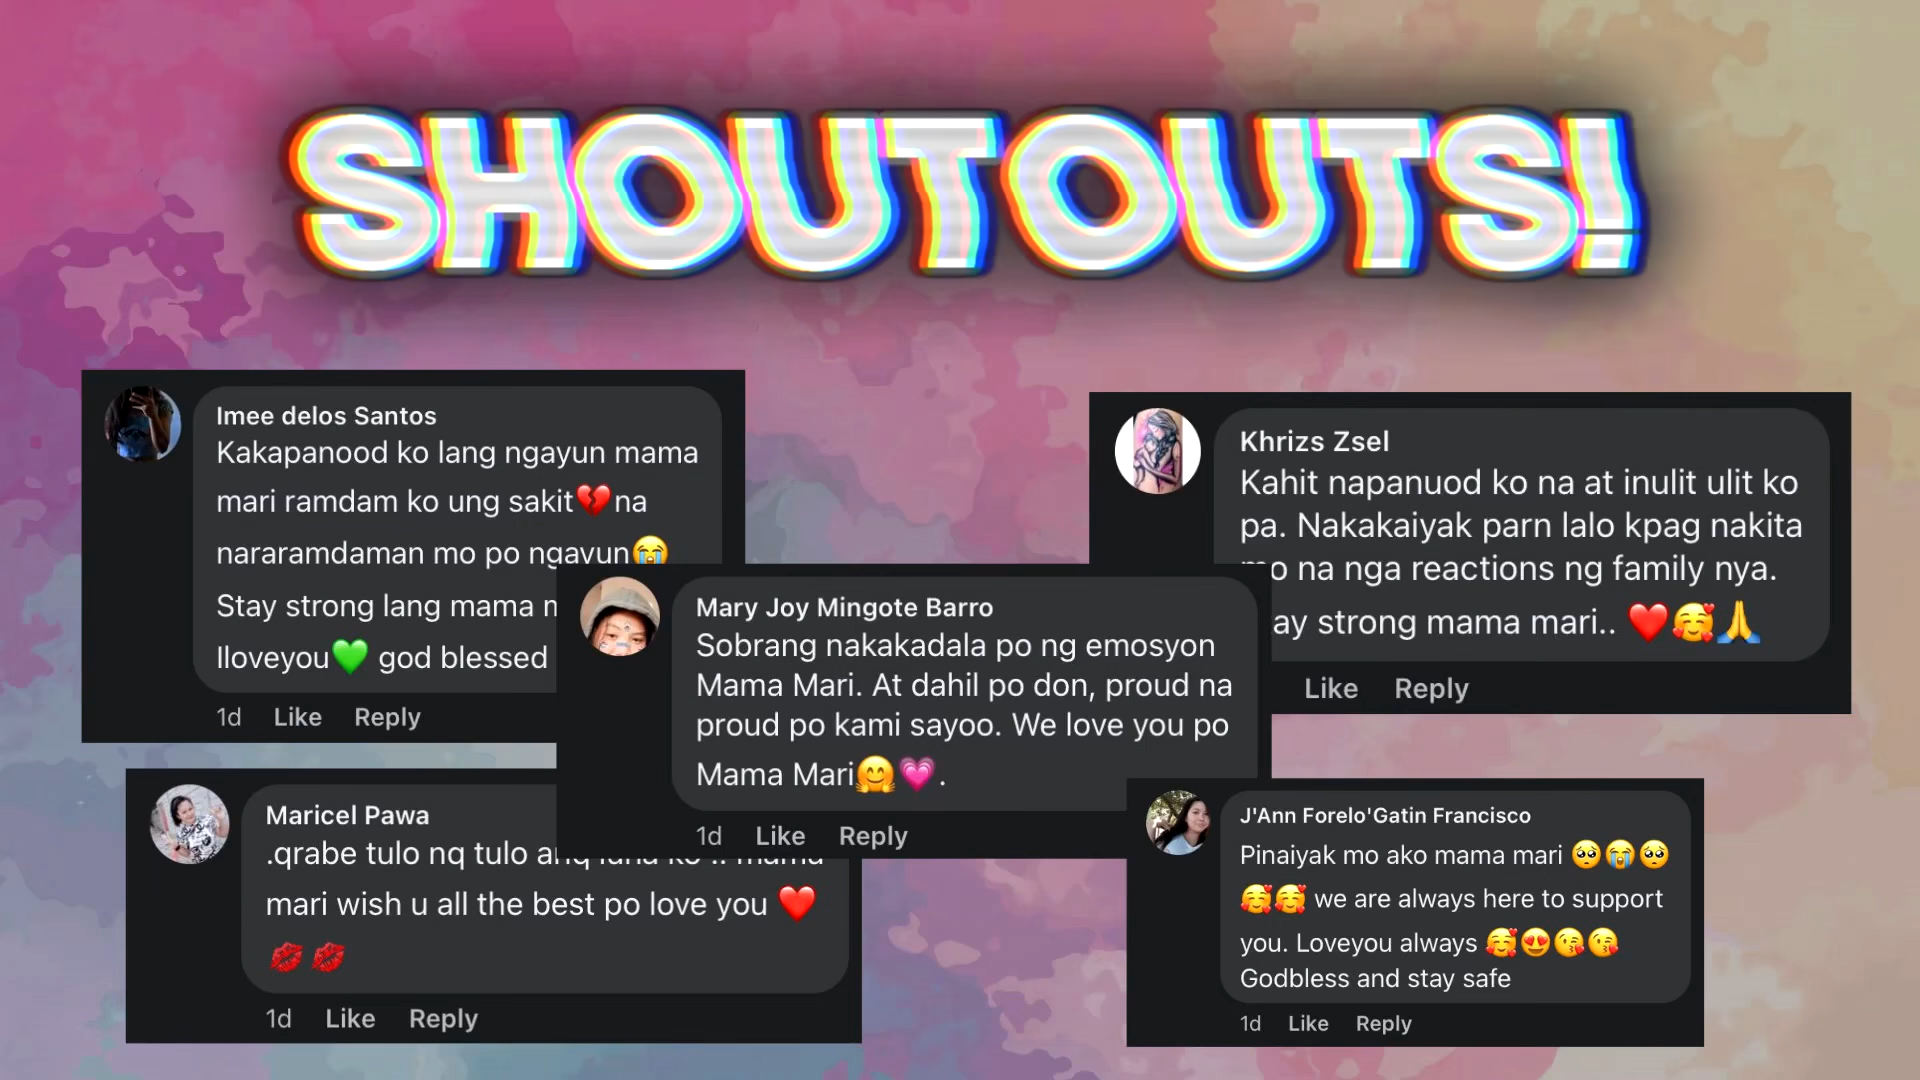 SHOUTOUTS!
Imee delos Santos
Kakapanood ko lang ngayun mama
mari ramdam ko ung sakit💔na
nararamdaman mo po ngayun😭
Stay strong lang mama
Iloveyou💚 god blessed
1d Like Reply
Khrizs Zsel
Kahit napanuod ko na at inulit ulit ko
pa. Nakakaiyak parn lalo kpag nakita
mo na nga reactions ng family nya.
strong mama mari.. ❤️🥰🙏
Like Reply
Mary Joy Mingote Barro
Sobrang nakakadala po ng emosyon
Mama Mari. At dahil po don, proud na
proud po kami sayoo. We love you po
Mama Mari🤗💗.
1d Like Reply
Maricel Pawa
.qrabe tulo nq tulo anq luha ko .. mama
mari wish u all the best po love you ❤️
💋💋
1d Like Reply
J'Ann Forelo'Gatin Francisco
Pinaiyak mo ako mama mari 🥺😭🥺
🥰🥰 we are always here to support
you. Loveyou always 🥰😍😘😘
Godbless and stay safe
1d Like Reply